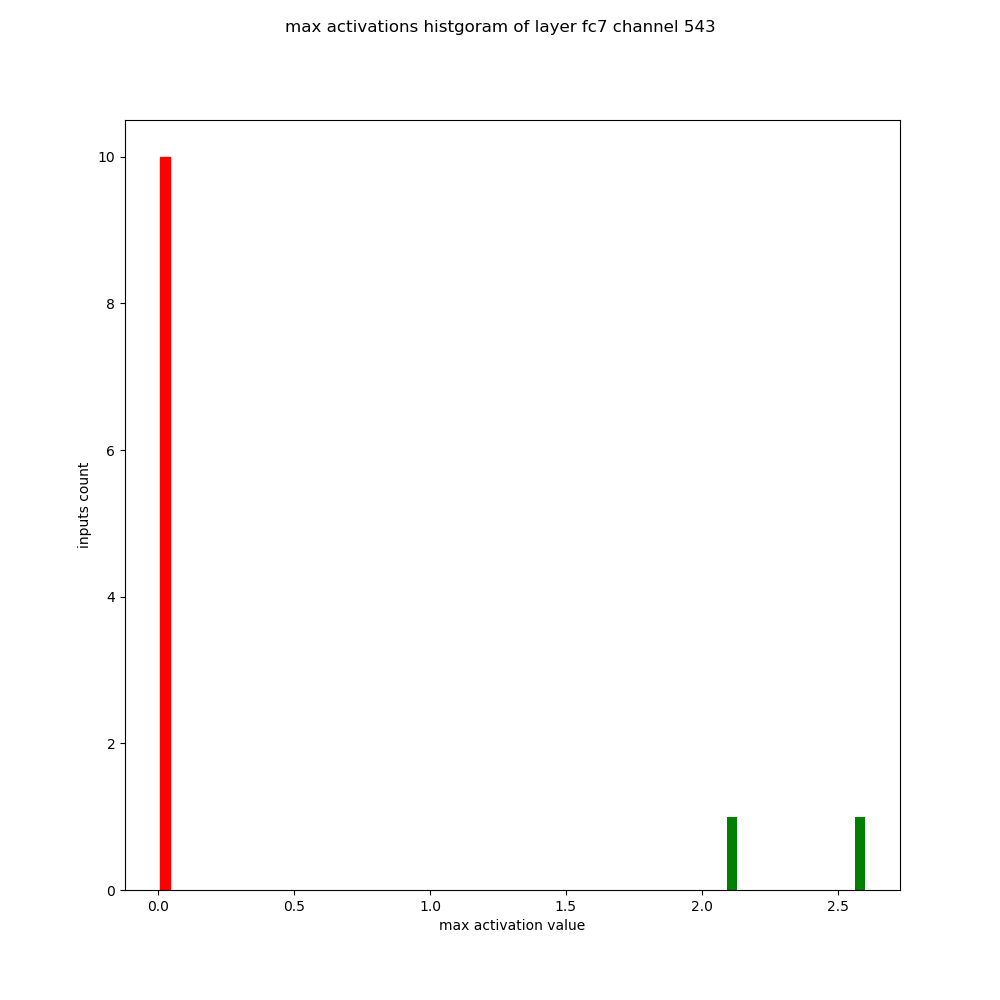 max activations histgoram of layer fc7 channel 543
10
8
6
4
2
0
inputs count
0.0 0.5 1.0 1.5 2.0 2.5
max activation value